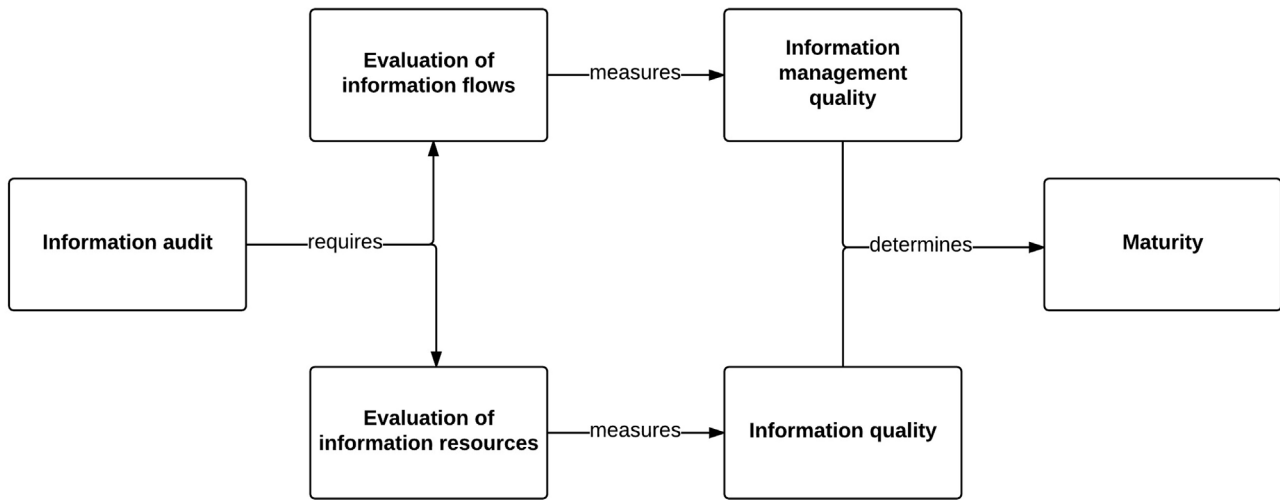 Evaluation of
information flows
measures
Information
management
quality
Information audit
requires
determines
Maturity
Evaluation of
information resources
measures
Information quality